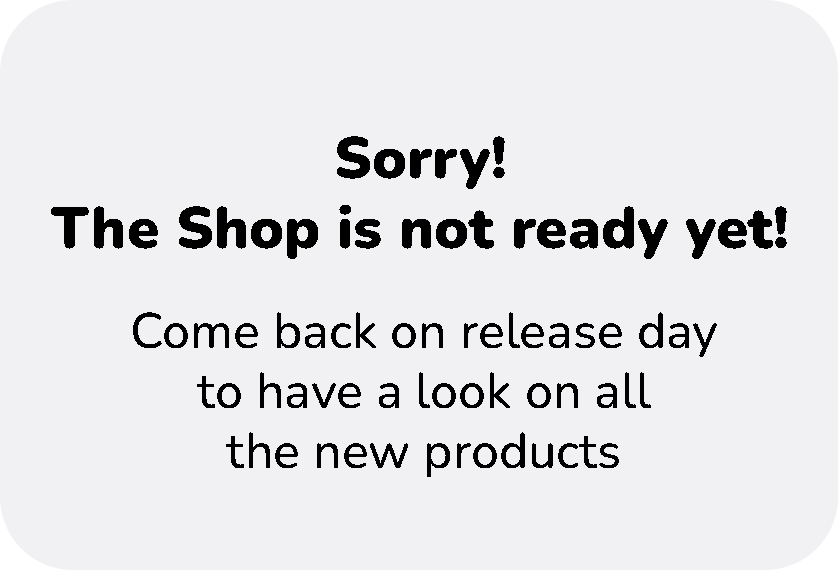 Sorry!
The Shop is not ready yet!
Come back on release day
to have a look on all
the new products